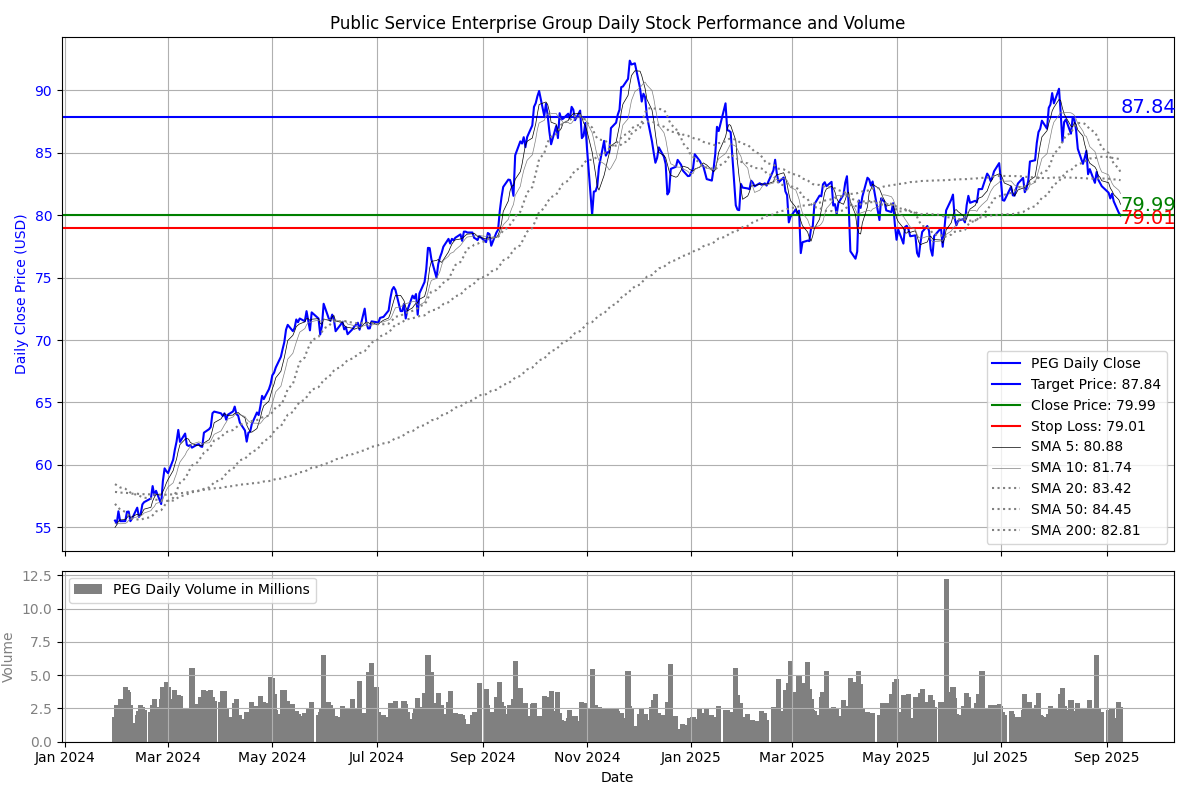 Public Service Enterprise Group Daily Stock Performance and Volume
Daily Close Price (USD)
90
85
80
75
70
65
60
55
87.84
79.99
79.01
PEG Daily Close
Target Price: 87.84
Close Price: 79.99
Stop Loss: 79.01
SMA 5: 80.88
SMA 10: 81.74
SMA 20: 83.42
SMA 50: 84.45
SMA 200: 82.81
Volume
12.5
10.0
7.5
5.0
2.5
0.0
PEG Daily Volume in Millions
Jan 2024
Mar 2024
May 2024
Jul 2024
Sep 2024
Nov 2024
Jan 2025
Mar 2025
May 2025
Jul 2025
Sep 2025
Date